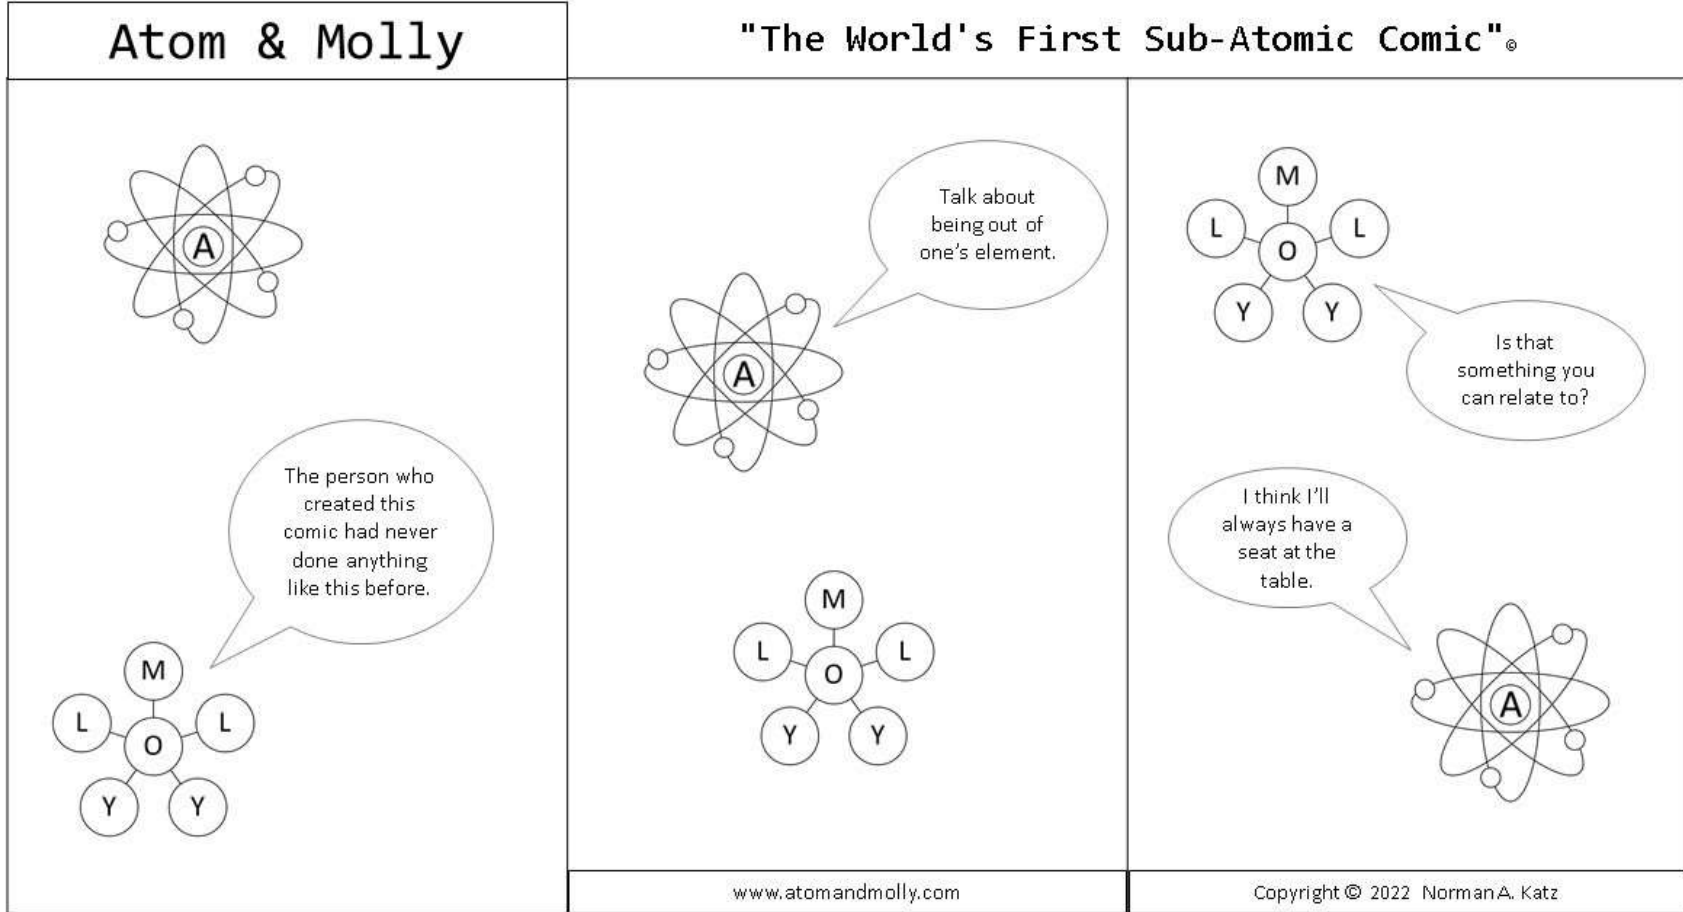 Atom & Molly
"The World's First Sub-Atomic Comic"©
A
The person who
created this
comic had never
done anything
like this before.
M
L L
O
Y Y
Talk about
being out of
one's element.
A
M
L L
O
Y Y
M
L L
O
Y Y
Is that
something you
can relate to?
I think I'll
always have a
seat at the
table.
A
www.atomandmolly.com
Copyright © 2022 Norman A. Katz